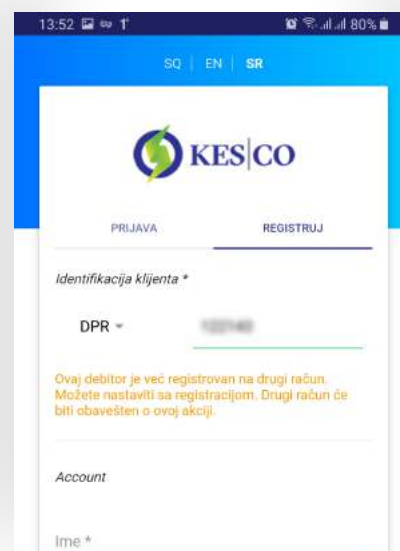 13:52 80%
SQ | EN | SR
KES|CO
PRIJAVA REGISTRUJ
Identifikacija klijenta *
DPR
Ovaj debitor je već registrovan na drugi račun.
Možete nastaviti sa registracijom. Drugi račun će
biti obavešten o ovoj akciji.
Account
Ime *